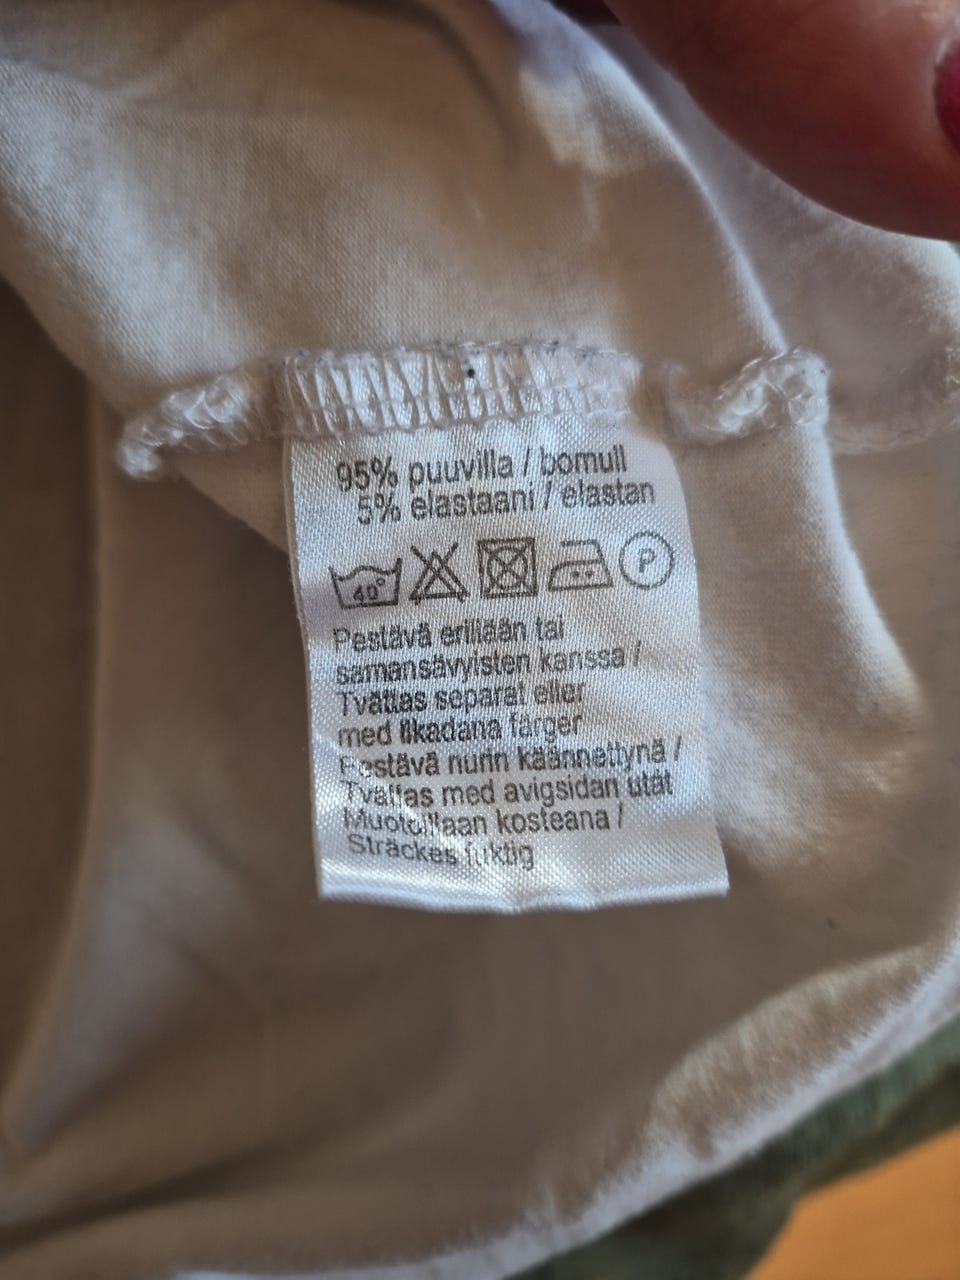 95% puuvilla / bomull
5% elastaani / elastan
40° P
Pestävä erillään tai
samansävyisten kanssa /
Tvättas separat eller
med likadana färger
Pestävä nurin käännettynä /
Tvättas med avigsidan utåt
Muotoillaan kosteana /
Sträckes fuktig